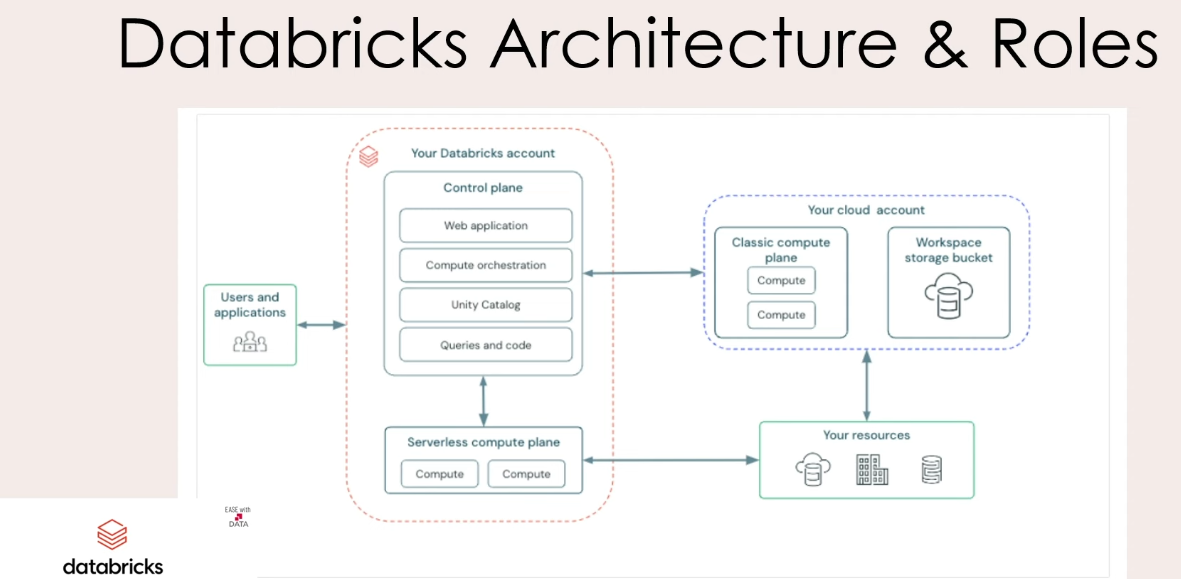 Databricks Architecture & Roles
Your Databricks account
Control plane
Web application
Compute orchestration
Unity Catalog
Queries and code
Users and
applications
Serverless compute plane
Compute
Compute
Your cloud account
Classic compute
plane
Compute
Compute
Workspace
storage bucket
Your resources
EASE with
DATA
databricks